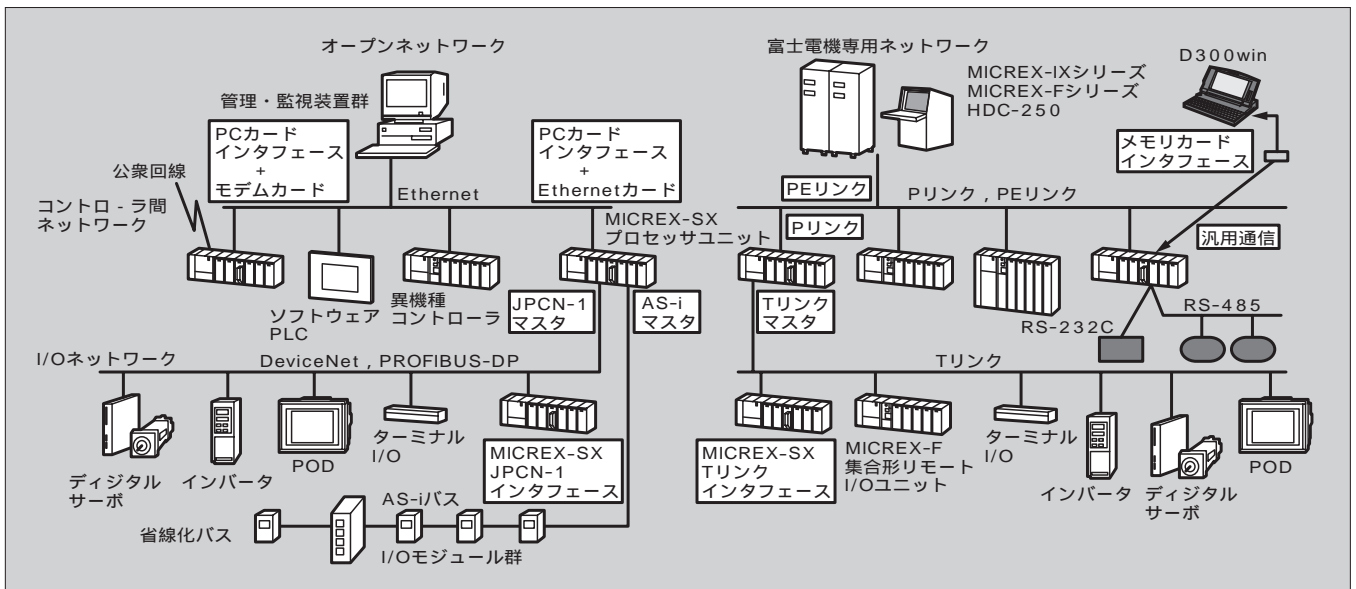 オープンネットワーク
管理・監視装置群
PCカード
インタフェース
+
モデムカード
PCカード
インタフェース
+
Ethernetカード
公衆回線
Ethernet
コントロ-ラ間
ネットワーク
MICREX-SX
プロセッサユニット
ソフトウェア
PLC
異機種
コントローラ
JPCN-1
マスタ
AS-i
マスタ
I/Oネットワーク
DeviceNet , PROFIBUS-DP
ディジタル
サーボ
インバータ
POD
ターミナル
I/O
MICREX-SX
JPCN-1
インタフェース
AS-iバス
省線化バス
I/Oモジュール群
富士電機専用ネットワーク
MICREX-IXシリーズ
MICREX-Fシリーズ
HDC-250
D300win
メモリカード
インタフェース
PEリンク
Pリンク , PEリンク
Pリンク
汎用通信
Tリンク
マスタ
RS-232C
RS-485
Tリンク
MICREX-SX
Tリンク
インタフェース
MICREX-F
集合形リモート
I/Oユニット
ターミナル
I/O
インバータ
ディジタル
サーボ
POD